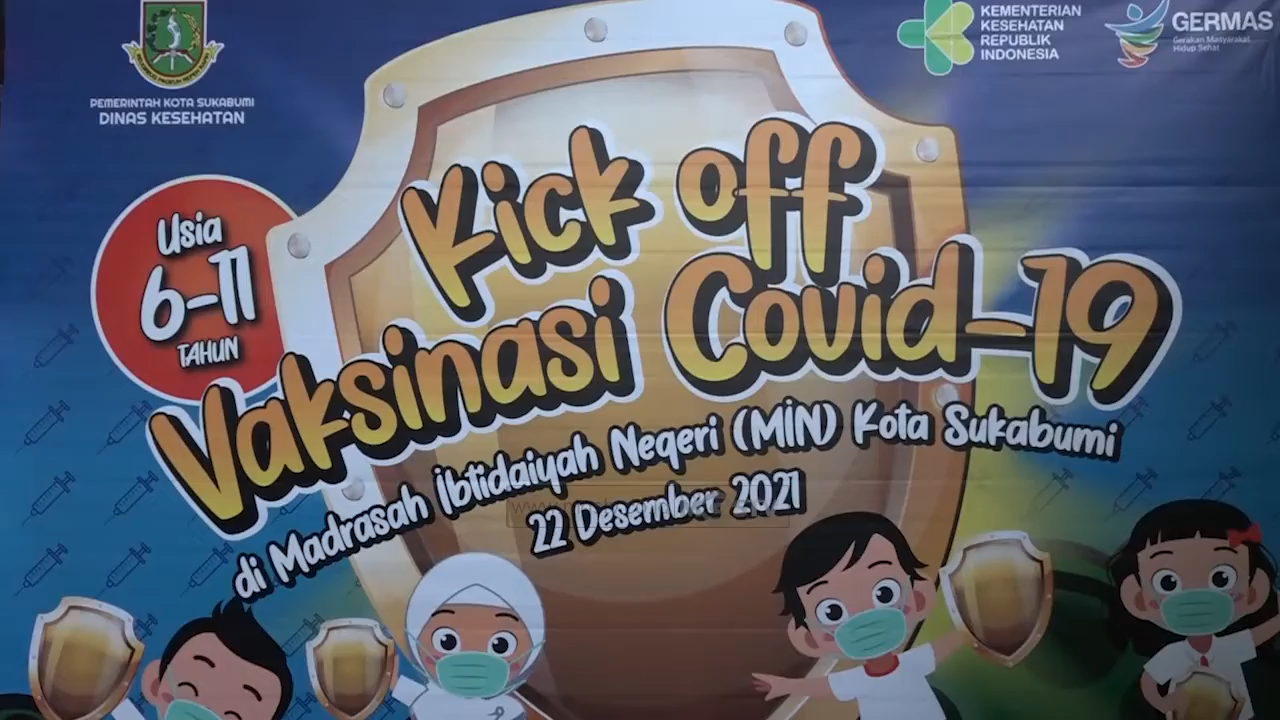 PEMERINTAH KOTA SUKABUMI
DINAS KESEHATAN
KEMENTERIAN
KESEHATAN
REPUBLIK
INDONESIA
GERMAS
Gerakan Masyarakat
Hidup Sehat
Usia
6-11
TAHUN
Kick off
Vaksinasi Covid-19
di Madrasah Ibtidaiyah Negeri (MIN) Kota Sukabumi
22 Desember 2021